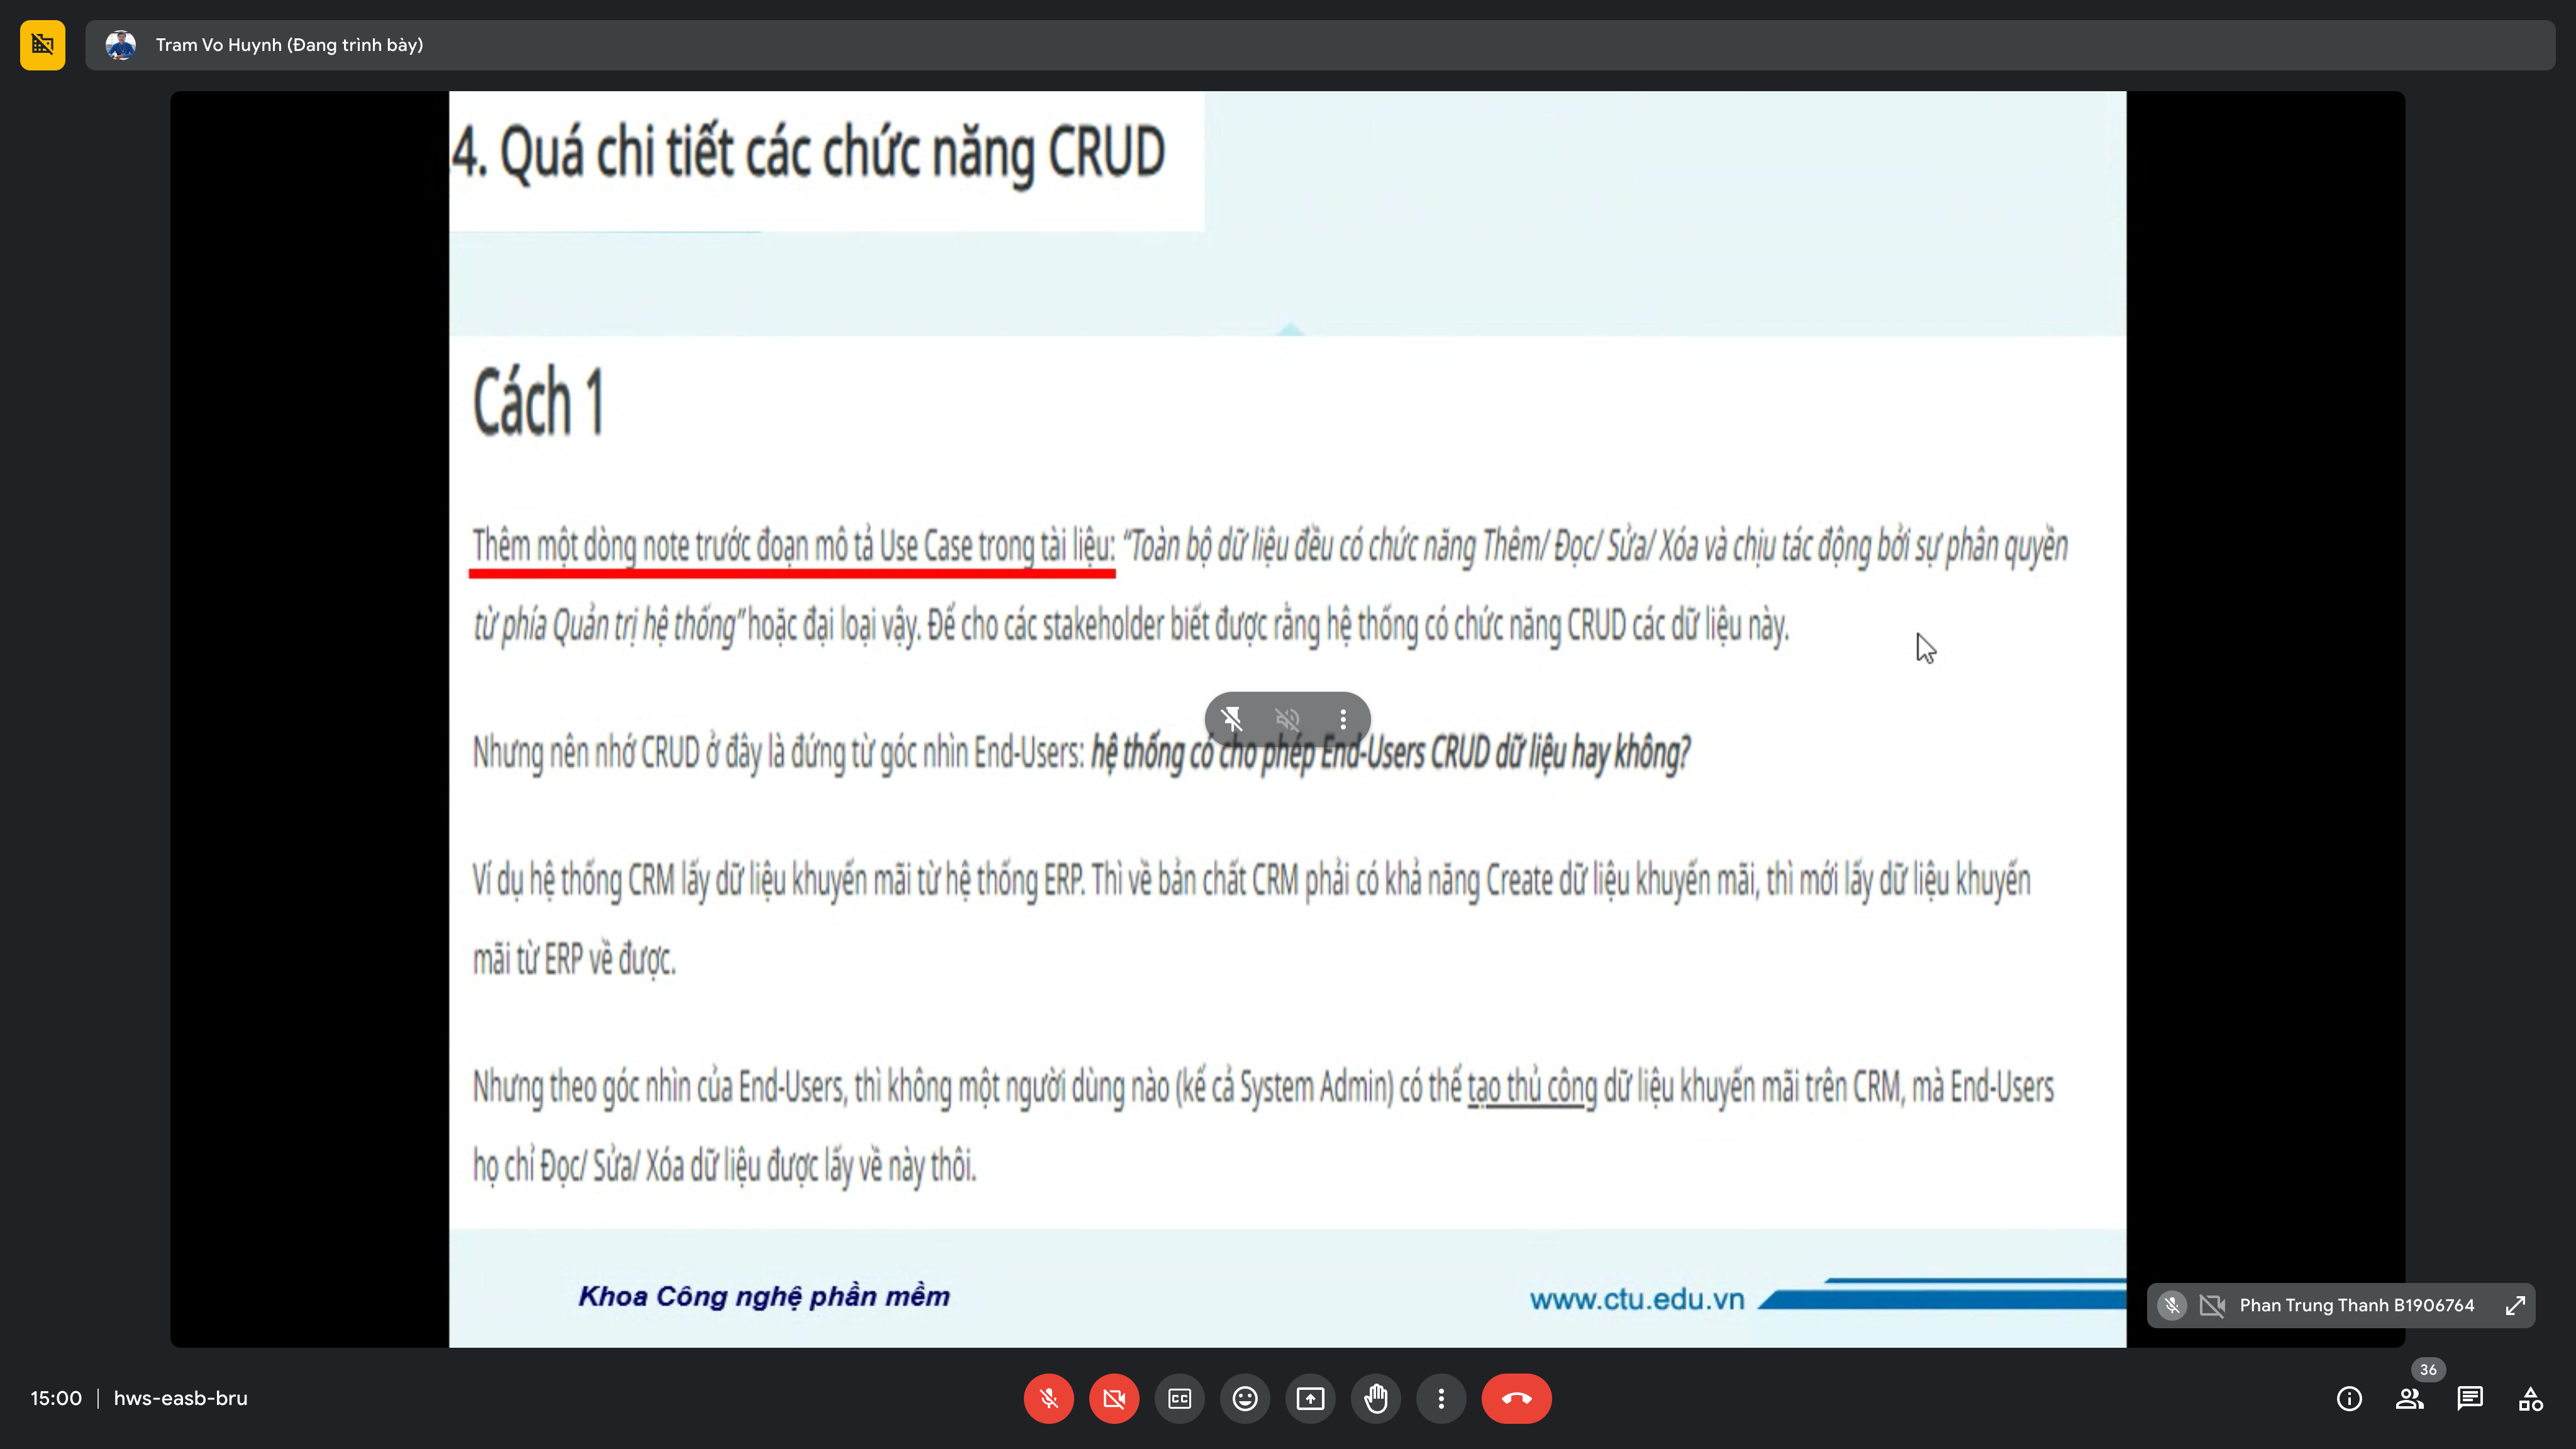 Tram Vo Huynh (Đang trình bày)
4. Quá chi tiết các chức năng CRUD
Cách 1
Thêm một dòng note trước đoạn mô tả Use Case trong tài liệu: “Toàn bộ dữ liệu đều có chức năng Thêm/ Đọc/ Sửa/ Xóa và chịu tác động bởi sự phân quyền
từ phía Quản trị hệ thống” hoặc đại loại vậy. Để cho các stakeholder biết được rằng hệ thống có chức năng CRUD các dữ liệu này.
Nhưng nên nhớ CRUD ở đây là đứng từ góc nhìn End-Users: hệ thống có cho phép End-Users CRUD dữ liệu hay không?
Ví dụ hệ thống CRM lấy dữ liệu khuyến mãi từ hệ thống ERP. Thì về bản chất CRM phải có khả năng Create dữ liệu khuyến mãi, thì mới lấy dữ liệu khuyến
mãi từ ERP về được.
Nhưng theo góc nhìn của End-Users, thì không một người dùng nào (kể cả System Admin) có thể tạo thủ công dữ liệu khuyến mãi trên CRM, mà End-Users
họ chỉ Đọc/ Sửa/ Xóa dữ liệu được lấy về này thôi.
Khoa Công nghệ phần mềm
www.ctu.edu.vn
Phan Trung Thanh B1906764
36
15:00 | hws-easb-bru
CC